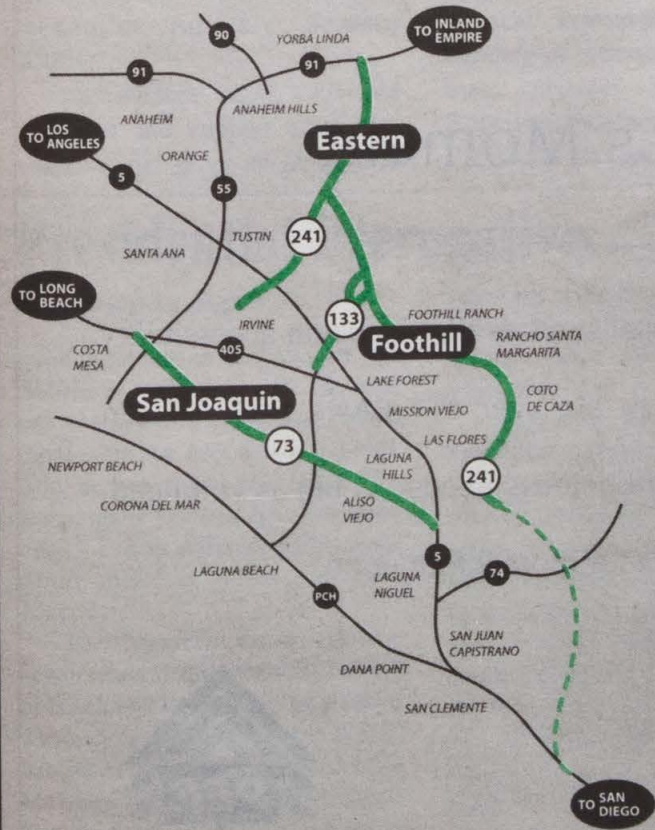 90
YORBA LINDA
TO INLAND
EMPIRE
91
91
ANAHEIM
ANAHEIM HILLS
TO LOS
ANGELES
Eastern
ORANGE
5
55
TUSTIN
241
SANTA ANA
TO LONG
BEACH
IRVINE
133
FOOTHILL RANCH
COSTA
MESA
405
Foothill
RANCHO SANTA
MARGARITA
LAKE FOREST
San Joaquin
MISSION VIEJO
COTO
DE CAZA
73
LAS FLORES
NEWPORT BEACH
LAGUNA
HILLS
241
CORONA DEL MAR
ALISO
VIEJO
5
LAGUNA BEACH
LAGUNA
NIGUEL
74
PCH
SAN JUAN
CAPISTRANO
DANA POINT
SAN CLEMENTE
TO SAN
DIEGO